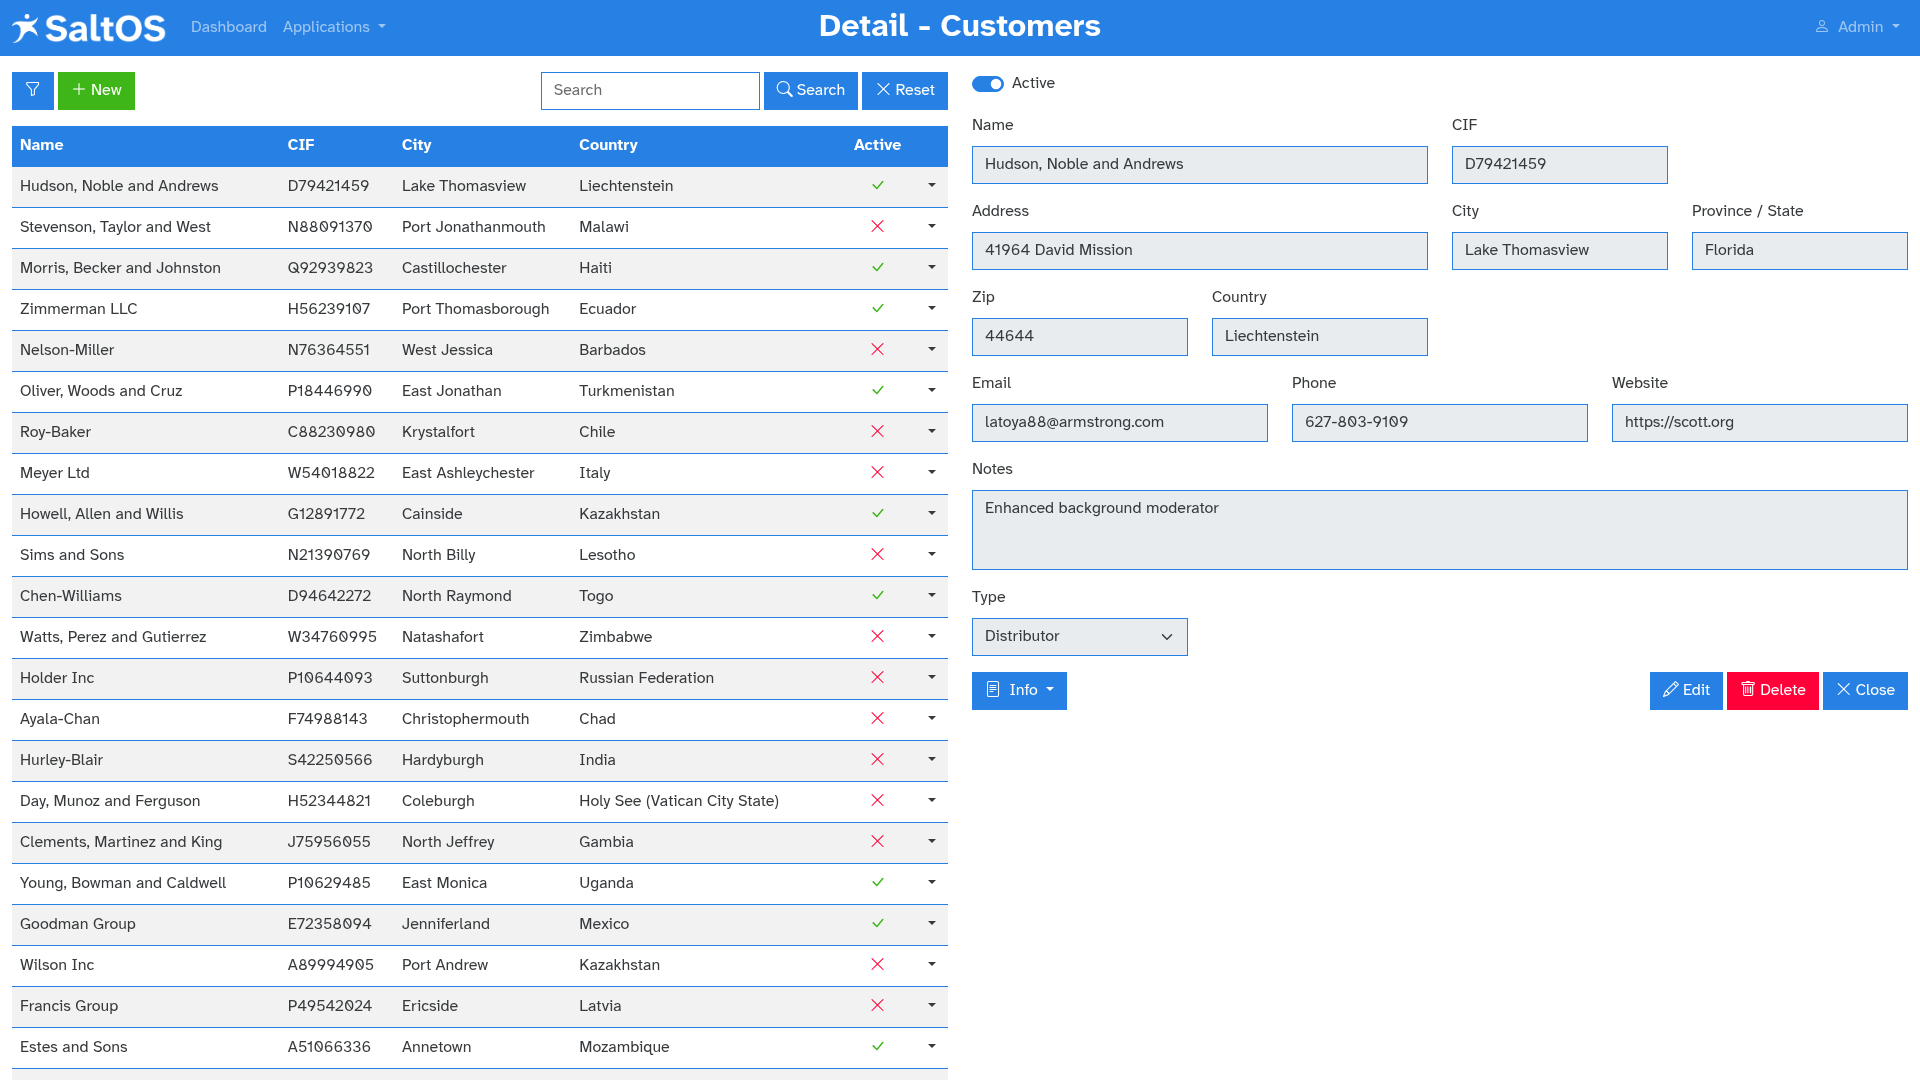 SaltOS Dashboard Applications Detail - Customers Admin
New Search Search Reset
Name CIF City Country Active
Hudson, Noble and Andrews D79421459 Lake Thomasview Liechtenstein
Stevenson, Taylor and West N88091370 Port Jonathanmouth Malawi
Morris, Becker and Johnston Q92939823 Castillochester Haiti
Zimmerman LLC H56239107 Port Thomasborough Ecuador
Nelson-Miller N76364551 West Jessica Barbados
Oliver, Woods and Cruz P18446990 East Jonathan Turkmenistan
Roy-Baker C88230980 Krystalfort Chile
Meyer Ltd W54018822 East Ashleychester Italy
Howell, Allen and Willis G12891772 Cainside Kazakhstan
Sims and Sons N21390769 North Billy Lesotho
Chen-Williams D94642272 North Raymond Togo
Watts, Perez and Gutierrez W34760995 Natashafort Zimbabwe
Holder Inc P10644093 Suttonburgh Russian Federation
Ayala-Chan F74988143 Christophermouth Chad
Hurley-Blair S42250566 Hardyburgh India
Day, Munoz and Ferguson H52344821 Coleburgh Holy See (Vatican City State)
Clements, Martinez and King J75956055 North Jeffrey Gambia
Young, Bowman and Caldwell P10629485 East Monica Uganda
Goodman Group E72358094 Jenniferland Mexico
Wilson Inc A89994905 Port Andrew Kazakhstan
Francis Group P49542024 Ericside Latvia
Estes and Sons A51066336 Annetown Mozambique
Active
Name CIF
Hudson, Noble and Andrews D79421459
Address City Province / State
41964 David Mission Lake Thomasview Florida
Zip Country
44644 Liechtenstein
Email Phone Website
latoya88@armstrong.com 627-803-9109 https://scott.org
Notes
Enhanced background moderator
Type
Distributor
Info Edit Delete Close